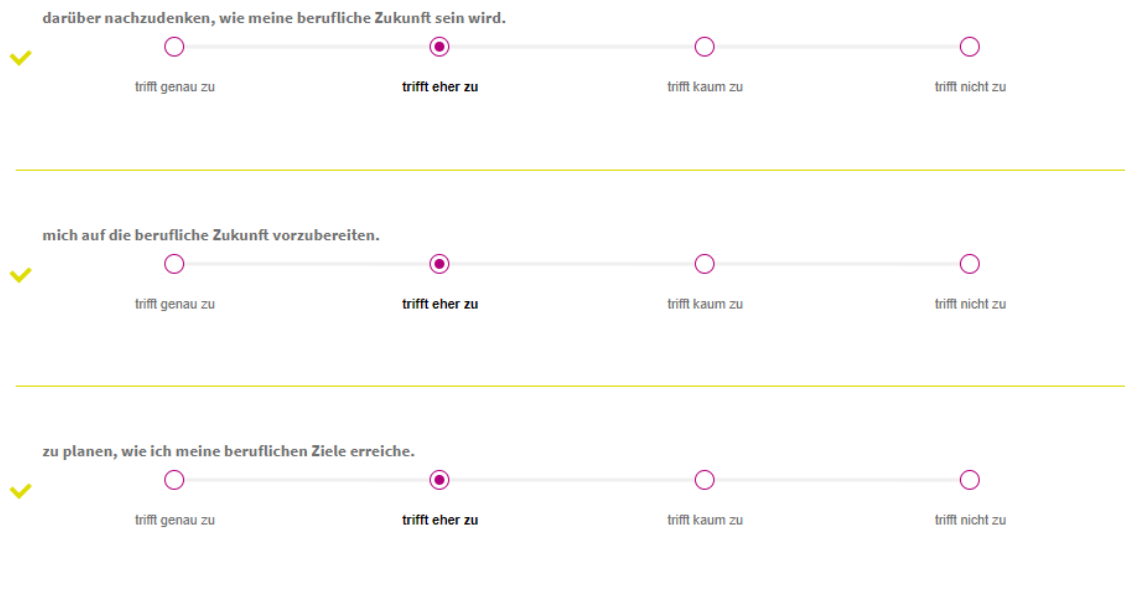 darüber nachzudenken, wie meine berufliche Zukunft sein wird.
trifft genau zu trifft eher zu trifft kaum zu trifft nicht zu
mich auf die berufliche Zukunft vorzubereiten.
trifft genau zu trifft eher zu trifft kaum zu trifft nicht zu
zu planen, wie ich meine beruflichen Ziele erreiche.
trifft genau zu trifft eher zu trifft kaum zu trifft nicht zu